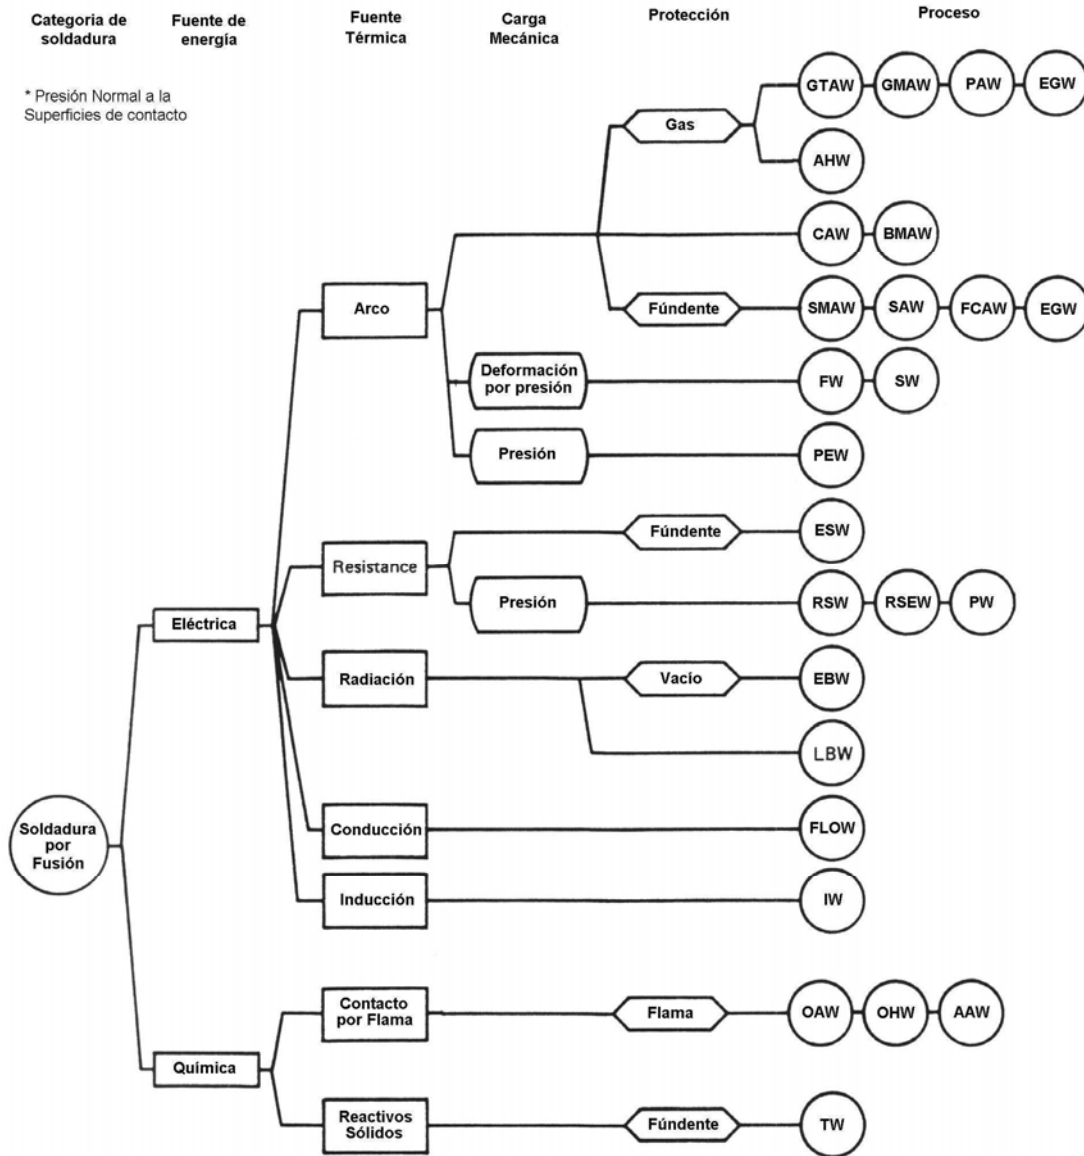 Categoria de
soldadura
Fuente de
energía
Fuente
Térmica
Carga
Mecánica
Protección
Proceso
* Presión Normal a la
Superficies de contacto
GTAW
GMAW
PAW
EGW
Gas
AHW
CAW
BMAW
Arco
Fúndente
SMAW
SAW
FCAW
EGW
Deformación
por presión
FW
SW
Presión
PEW
Fúndente
ESW
Resistance
Presión
RSW
RSEW
PW
Eléctrica
Radiación
Vacío
EBW
LBW
Soldadura
por
Fusión
Conducción
FLOW
Inducción
IW
Contacto
por Flama
Flama
OAW
OHW
AAW
Química
Reactivos
Sólidos
Fúndente
TW